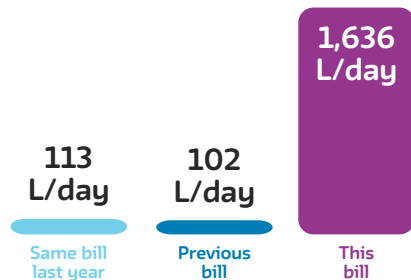 1,636
L/day
113
L/day
102
L/day
Same bill
last year
Previous
bill
This
bill